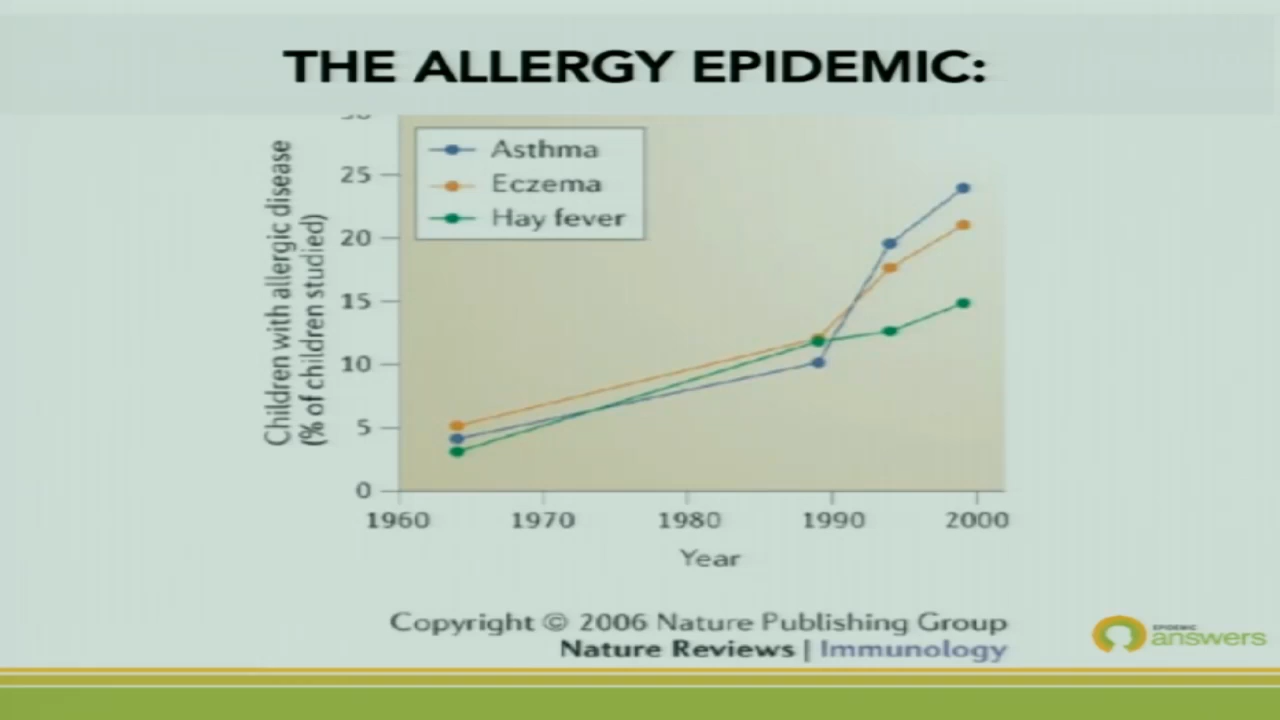 THE ALLERGY EPIDEMIC:
Asthma
Eczema
Hay fever
Children with allergic disease
(% of children studied)
25
20
15
10
5
0
1960 1970 1980 1990 2000
Year
Copyright © 2006 Nature Publishing Group
Nature Reviews | Immunology
EPIDEMIC
answers